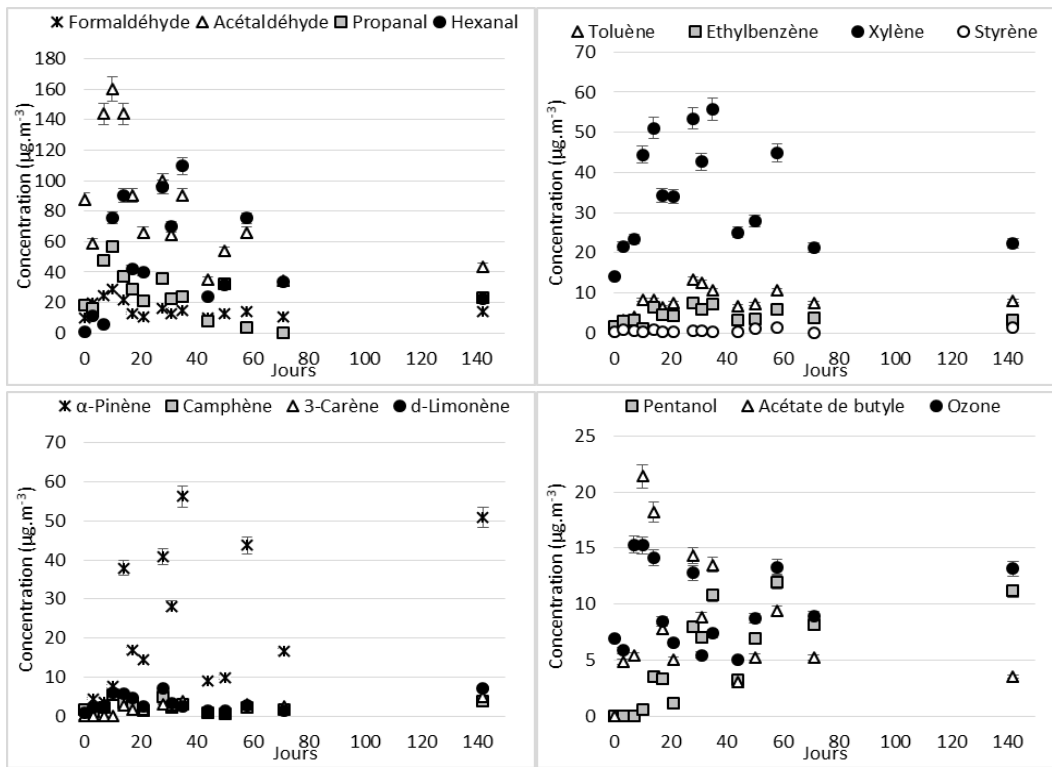 Formaldéhyde Acétaldéhyde Propanal Hexanal
Concentration (µg.m⁻³)
180
160
140
120
100
80
60
40
20
0
0 20 40 60 80 100 120 140
Jours
Toluène Ethylbenzène Xylène Styrène
Concentration (µg.m⁻³)
70
60
50
40
30
20
10
0
0 20 40 60 80 100 120 140
Jours
α-Pinène Camphène 3-Carène d-Limonène
Concentration (µg.m⁻³)
70
60
50
40
30
20
10
0
0 20 40 60 80 100 120 140
Jours
Pentanol Acétate de butyle Ozone
Concentration (µg.m⁻³)
25
20
15
10
5
0
0 20 40 60 80 100 120 140
Jours